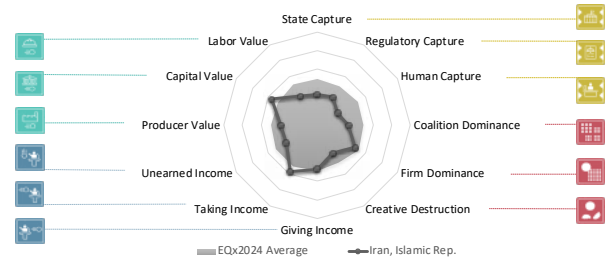 State Capture
Labor Value
Regulatory Capture
Capital Value
Human Capture
Producer Value
Coalition Dominance
Unearned Income
Firm Dominance
Taking Income
Creative Destruction
Giving Income
EQx2024 Average
Iran, Islamic Rep.